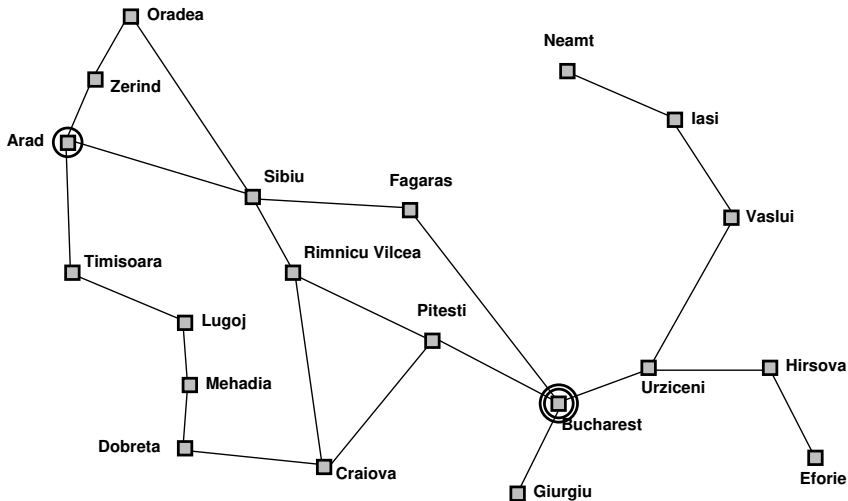 Oradea
Neamt
Zerind
Iasi
Arad
Sibiu
Fagaras
Vaslui
Rimnicu Vilcea
Timisoara
Pitesti
Lugoj
Hirsova
Mehadia
Urziceni
Bucharest
Dobreta
Craiova
Eforie
Giurgiu